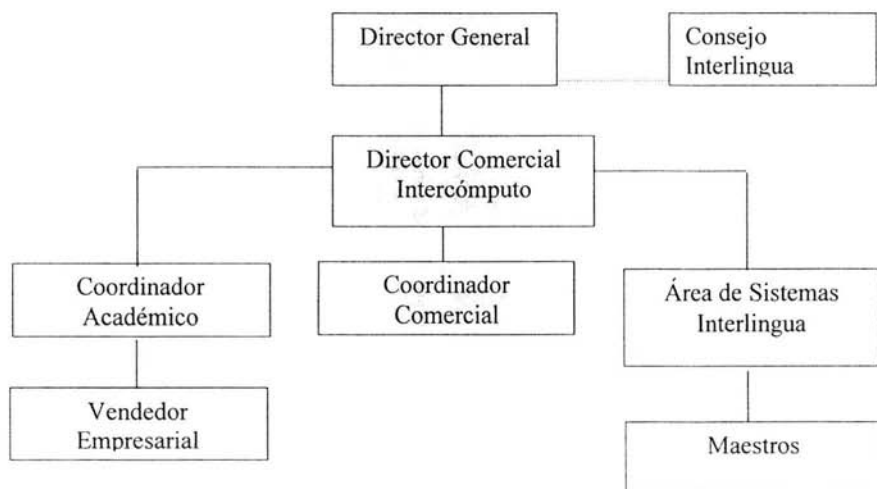 Director General
Consejo
Interlingua
Director Comercial
Intercómputo
Coordinador
Académico
Coordinador
Comercial
Área de Sistemas
Interlingua
Vendedor
Empresarial
Maestros